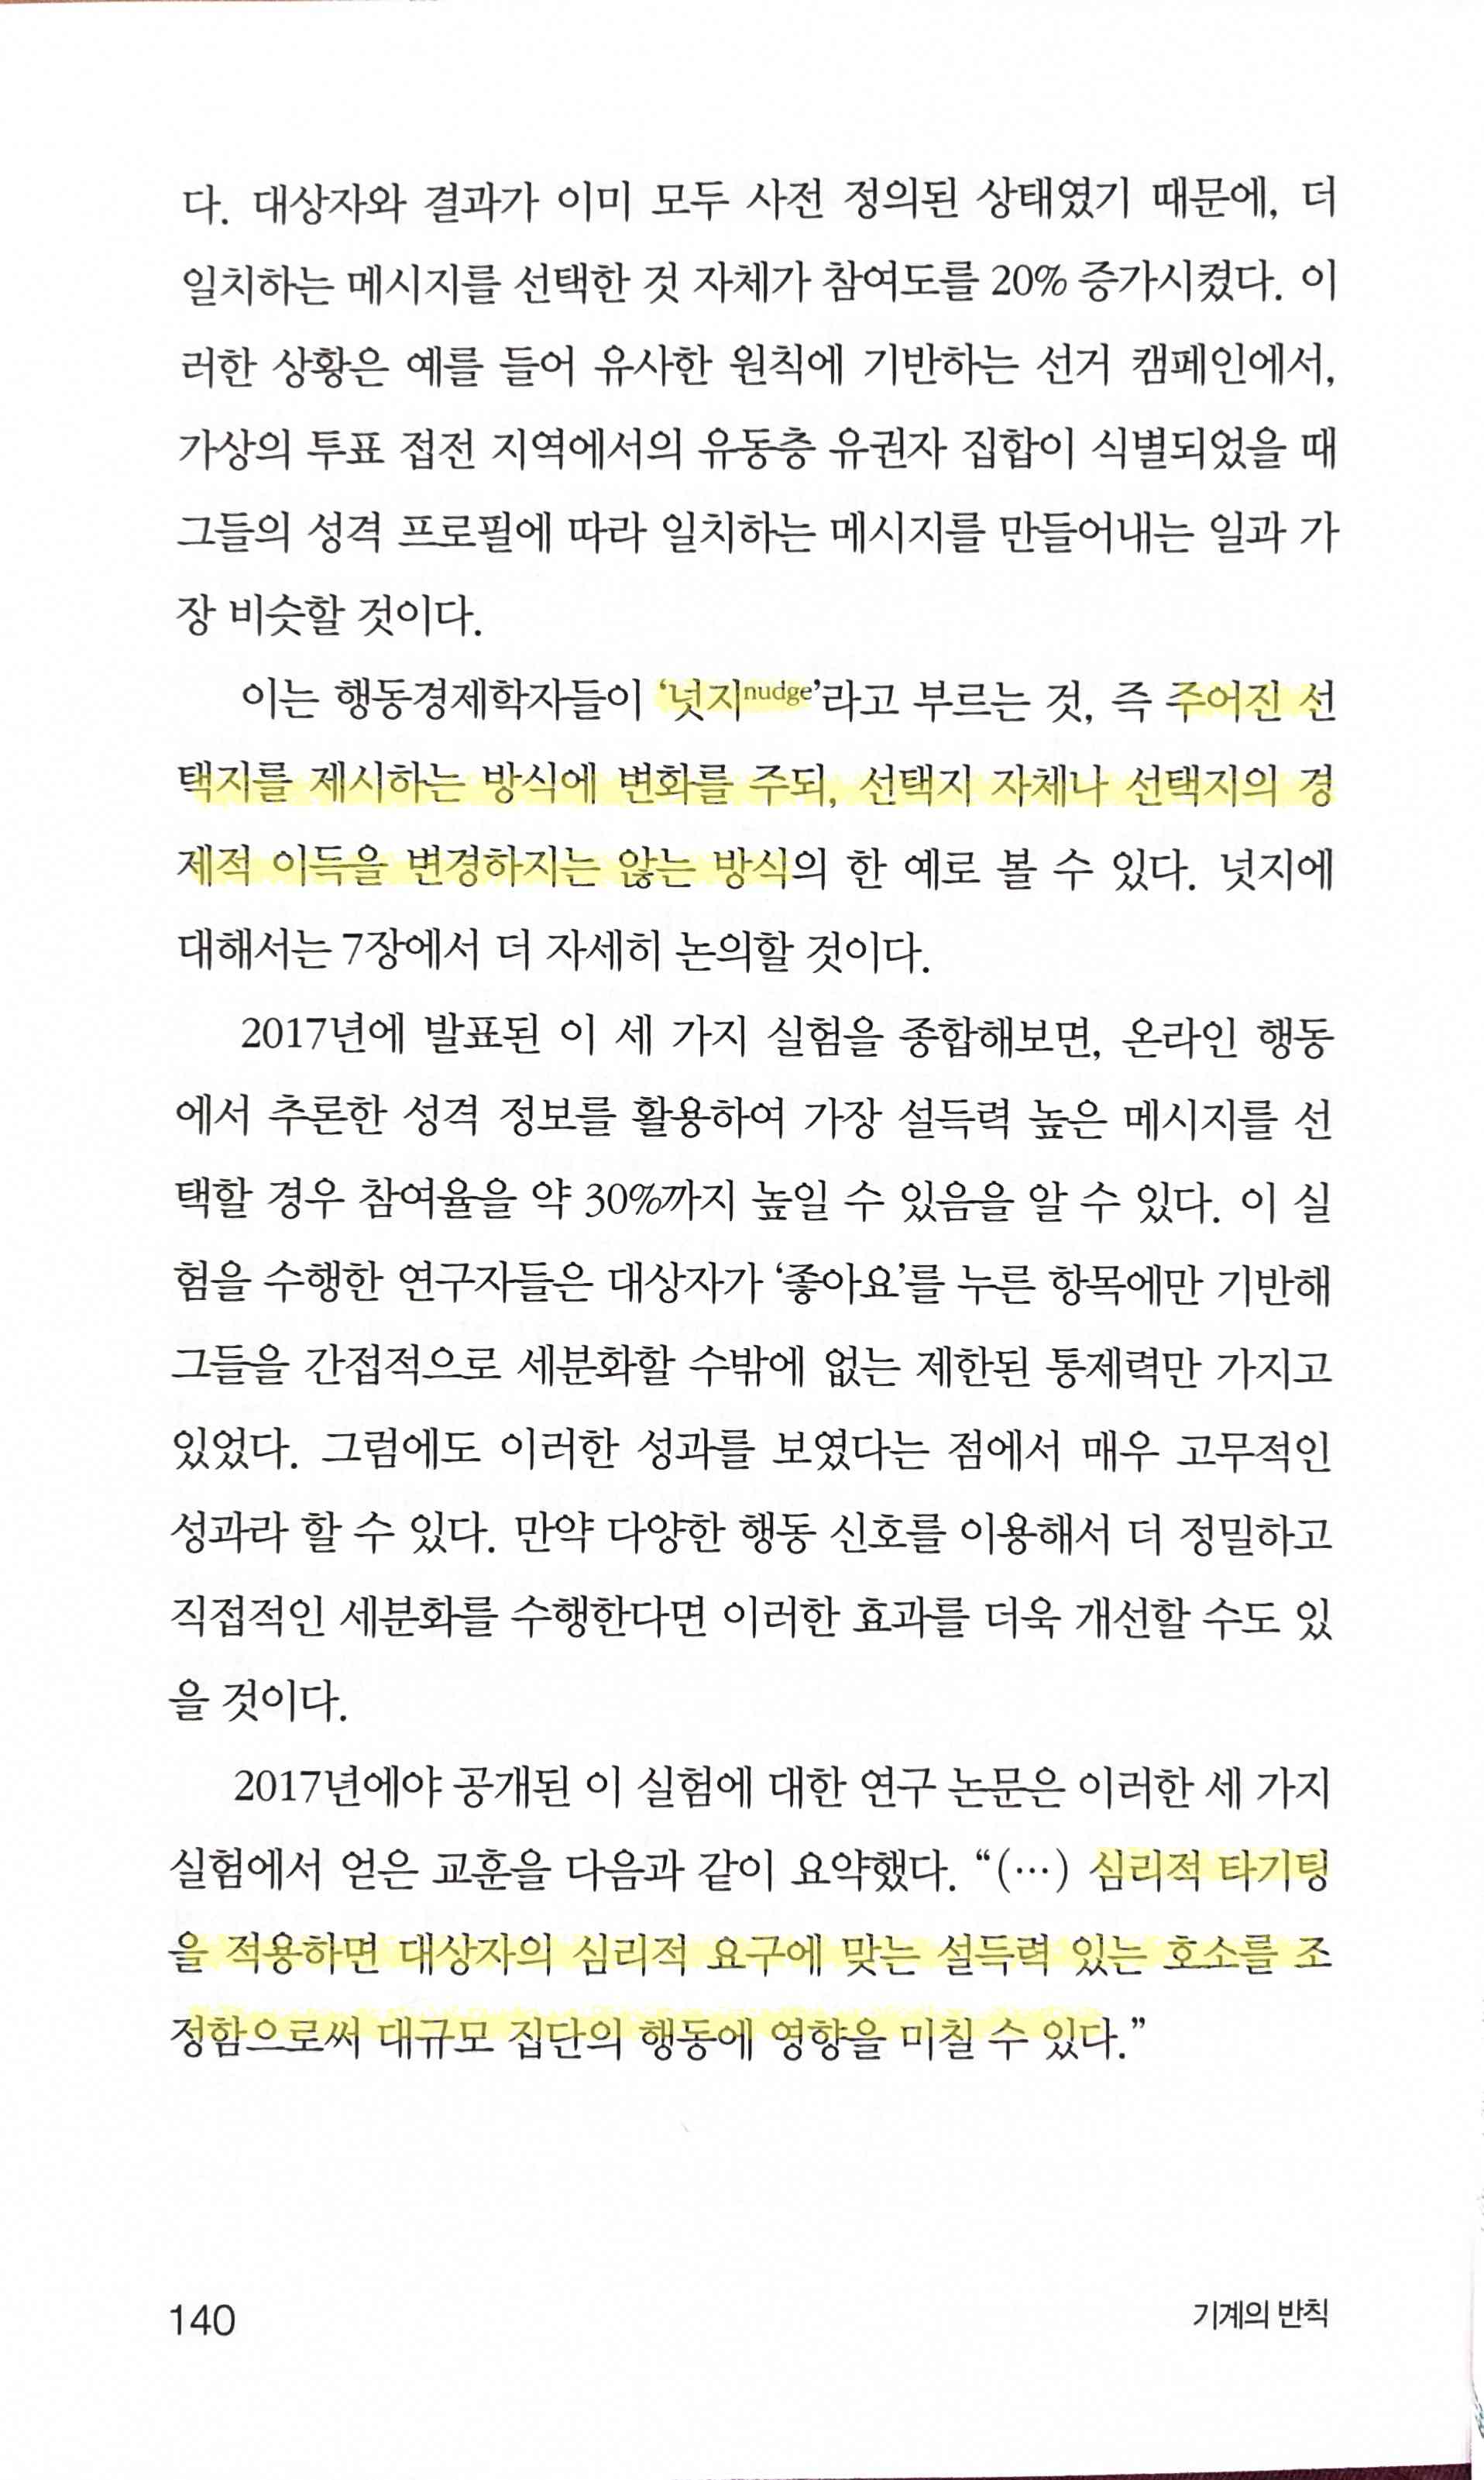 다. 대상자와 결과가 이미 모두 사전 정의된 상태였기 때문에, 더
일치하는 메시지를 선택한 것 자체가 참여도를 20% 증가시켰다. 이
러한 상황은 예를 들어 유사한 원칙에 기반하는 선거 캠페인에서,
가상의 투표 접전 지역에서의 유동층 유권자 집합이 식별되었을 때
그들의 성격 프로필에 따라 일치하는 메시지를 만들어내는 일과 가
장 비슷할 것이다.
이는 행동경제학자들이 ‘넛지nudge’라고 부르는 것, 즉 주어진 선
택지를 제시하는 방식에 변화를 주되, 선택지 자체나 선택지의 경
제적 이득을 변경하지는 않는 방식의 한 예로 볼 수 있다. 넛지에
대해서는 7장에서 더 자세히 논의할 것이다.
2017년에 발표된 이 세 가지 실험을 종합해보면, 온라인 행동
에서 추론한 성격 정보를 활용하여 가장 설득력 높은 메시지를 선
택할 경우 참여율을 약 30%까지 높일 수 있음을 알 수 있다. 이 실
험을 수행한 연구자들은 대상자가 ‘좋아요’를 누른 항목에만 기반해
그들을 간접적으로 세분화할 수밖에 없는 제한된 통제력만 가지고
있었다. 그럼에도 이러한 성과를 보였다는 점에서 매우 고무적인
성과라 할 수 있다. 만약 다양한 행동 신호를 이용해서 더 정밀하고
직접적인 세분화를 수행한다면 이러한 효과를 더욱 개선할 수도 있
을 것이다.
2017년에야 공개된 이 실험에 대한 연구 논문은 이러한 세 가지
실험에서 얻은 교훈을 다음과 같이 요약했다. “(…) 심리적 타기팅
을 적용하면 대상자의 심리적 요구에 맞는 설득력 있는 호소를 조
정함으로써 대규모 집단의 행동에 영향을 미칠 수 있다.”
140
기계의 반칙